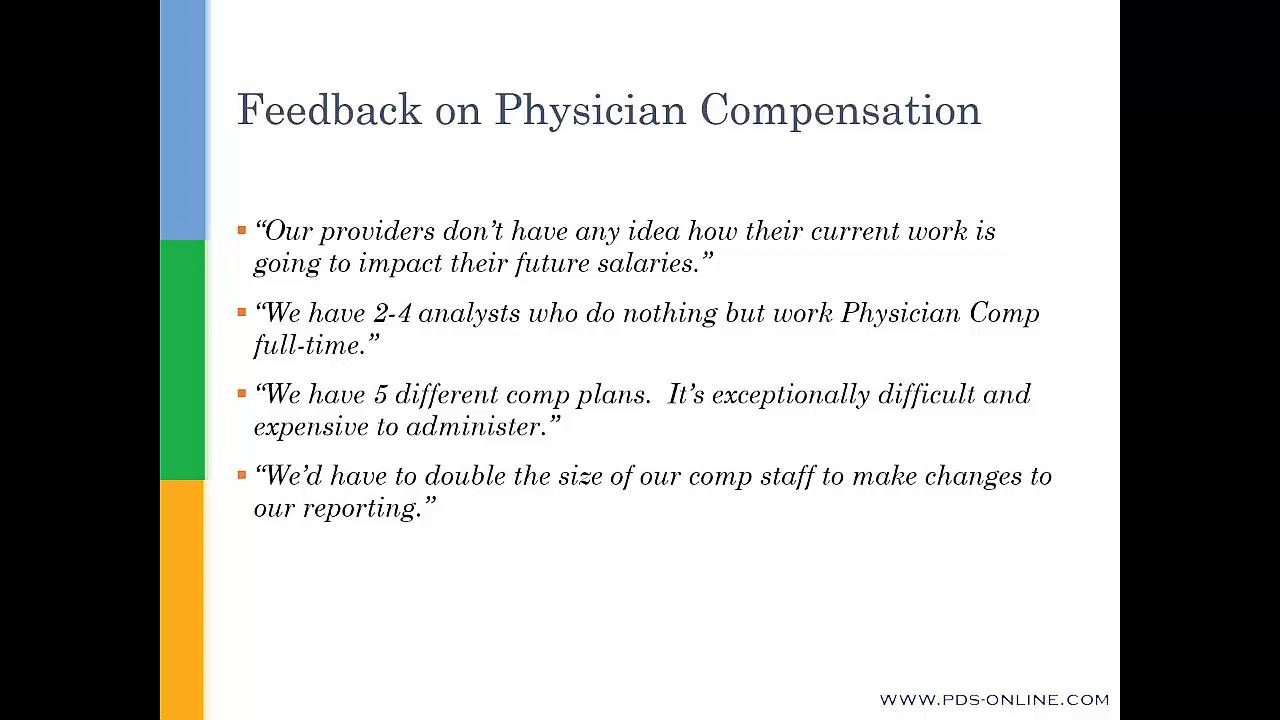 Feedback on Physician Compensation
“Our providers don’t have any idea how their current work is
going to impact their future salaries.”
“We have 2-4 analysts who do nothing but work Physician Comp
full-time.”
“We have 5 different comp plans.  It’s exceptionally difficult and
expensive to administer.”
“We’d have to double the size of our comp staff to make changes to
our reporting.”
WWW.PDS-ONLINE.COM